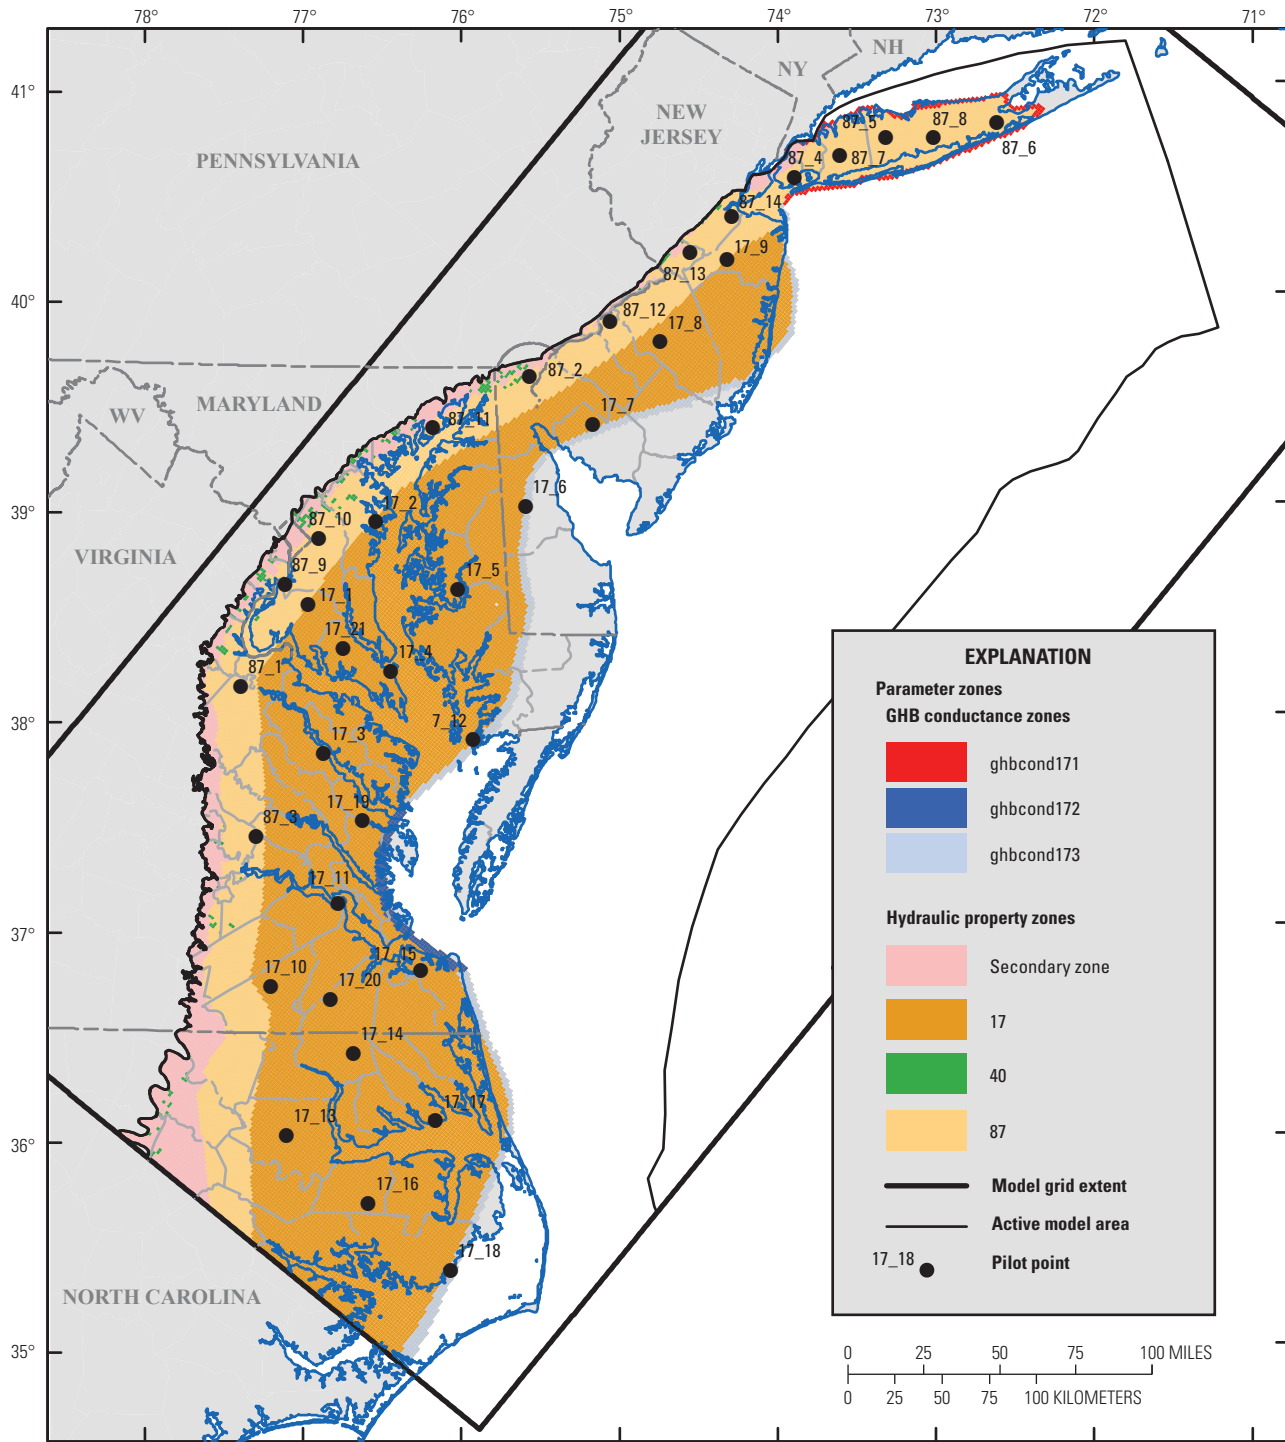 78° 77° 76° 75° 74° 73° 72° 71°
41°
40°
39°
38°
37°
36°
35°
NH
NY
NEW
JERSEY
PENNSYLVANIA
WV
MARYLAND
VIRGINIA
NORTH CAROLINA
87_5
87_8
87_6
87_4
87_7
87_14
17_9
87_13
87_12
17_8
87_2
17_7
87_11
17_6
17_2
87_10
17_5
87_9
17_1
17_21
17_4
87_1
7_12
17_3
17_19
87_3
17_11
17_15
17_10
17_20
17_14
17_17
17_13
17_16
17_18
EXPLANATION
Parameter zones
GHB conductance zones
ghbcond171
ghbcond172
ghbcond173
Hydraulic property zones
Secondary zone
17
40
87
Model grid extent
Active model area
17_18 Pilot point
0 25 50 75 100 MILES
0 25 50 75 100 KILOMETERS